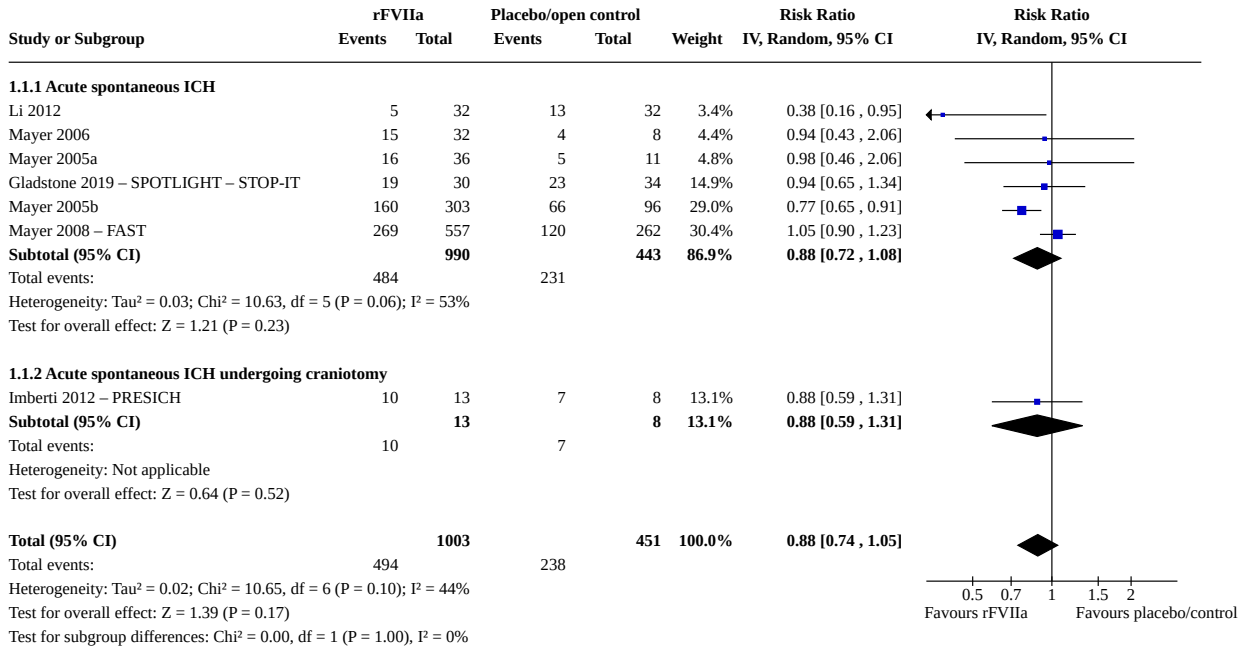 rFVIIa Placebo/open control Risk Ratio Risk Ratio
Study or Subgroup Events Total Events Total Weight IV, Random, 95% CI IV, Random, 95% CI
1.1.1 Acute spontaneous ICH
Li 2012 5 32 13 32 3.4% 0.38 [0.16 , 0.95]
Mayer 2006 15 32 4 8 4.4% 0.94 [0.43 , 2.06]
Mayer 2005a 16 36 5 11 4.8% 0.98 [0.46 , 2.06]
Gladstone 2019 – SPOTLIGHT – STOP-IT 19 30 23 34 14.9% 0.94 [0.65 , 1.34]
Mayer 2005b 160 303 66 96 29.0% 0.77 [0.65 , 0.91]
Mayer 2008 – FAST 269 557 120 262 30.4% 1.05 [0.90 , 1.23]
Subtotal (95% CI) 990 443 86.9% 0.88 [0.72 , 1.08]
Total events: 484 231
Heterogeneity: Tau² = 0.03; Chi² = 10.63, df = 5 (P = 0.06); I² = 53%
Test for overall effect: Z = 1.21 (P = 0.23)
1.1.2 Acute spontaneous ICH undergoing craniotomy
Imberti 2012 – PRESICH 10 13 7 8 13.1% 0.88 [0.59 , 1.31]
Subtotal (95% CI) 13 8 13.1% 0.88 [0.59 , 1.31]
Total events: 10 7
Heterogeneity: Not applicable
Test for overall effect: Z = 0.64 (P = 0.52)
Total (95% CI) 1003 451 100.0% 0.88 [0.74 , 1.05]
Total events: 494 238
Heterogeneity: Tau² = 0.02; Chi² = 10.65, df = 6 (P = 0.10); I² = 44%
Test for overall effect: Z = 1.39 (P = 0.17)
Test for subgroup differences: Chi² = 0.00, df = 1 (P = 1.00), I² = 0%
0.5 0.7 1 1.5 2
Favours rFVIIa Favours placebo/control